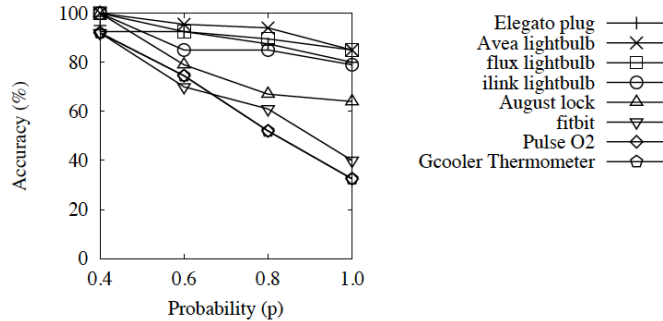 100
80
60
40
20
0
Accuracy (%)
0.4 0.6 0.8 1.0
Probability (p)
Elegato plug
Avea lightbulb
flux lightbulb
ilink lightbulb
August lock
fitbit
Pulse O2
Gcooler Thermometer